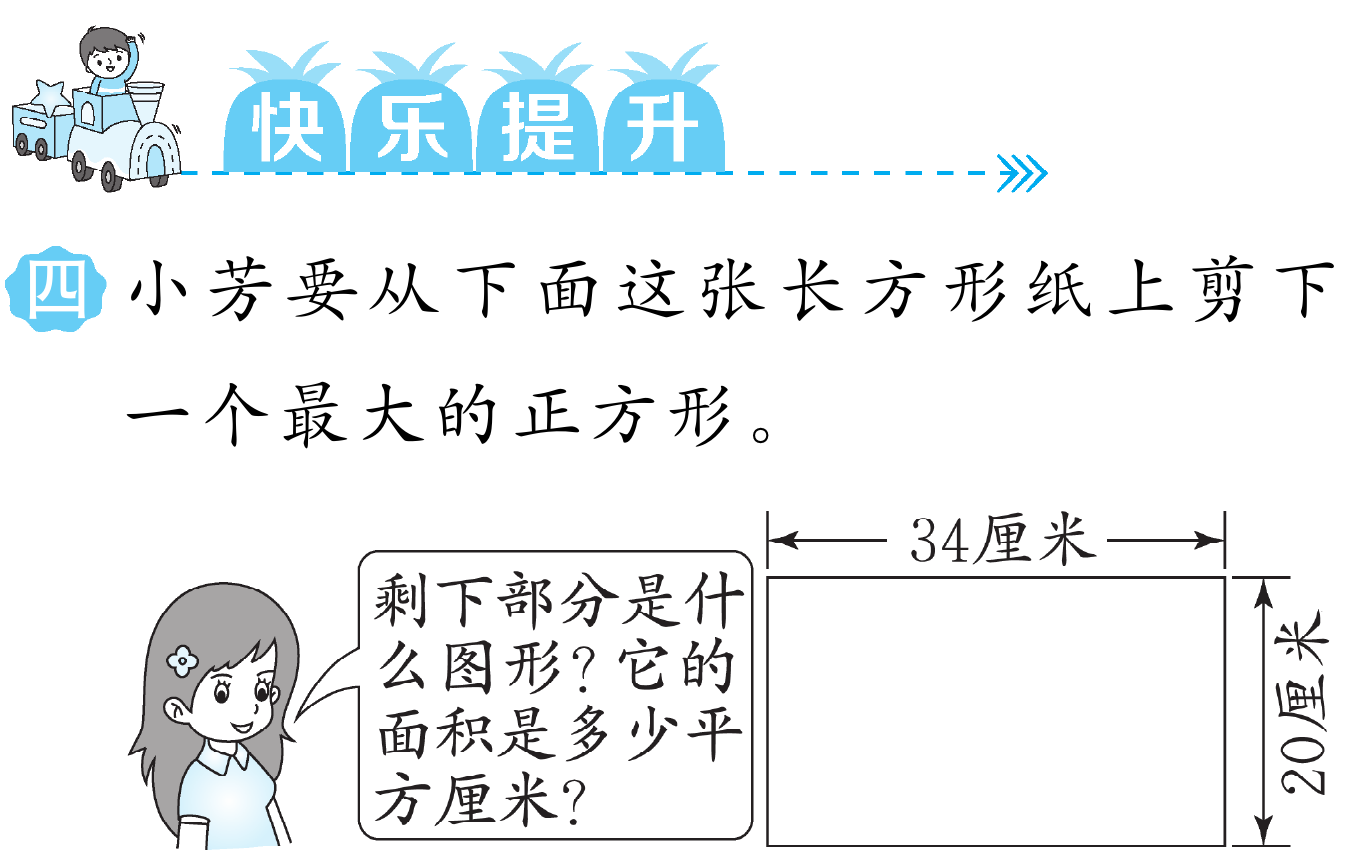 快乐提升
四 小芳要从下面这张长方形纸上剪下
一个最大的正方形。
34厘米
剩下部分是什
么图形?它的
面积是多少平
方厘米?
20厘米